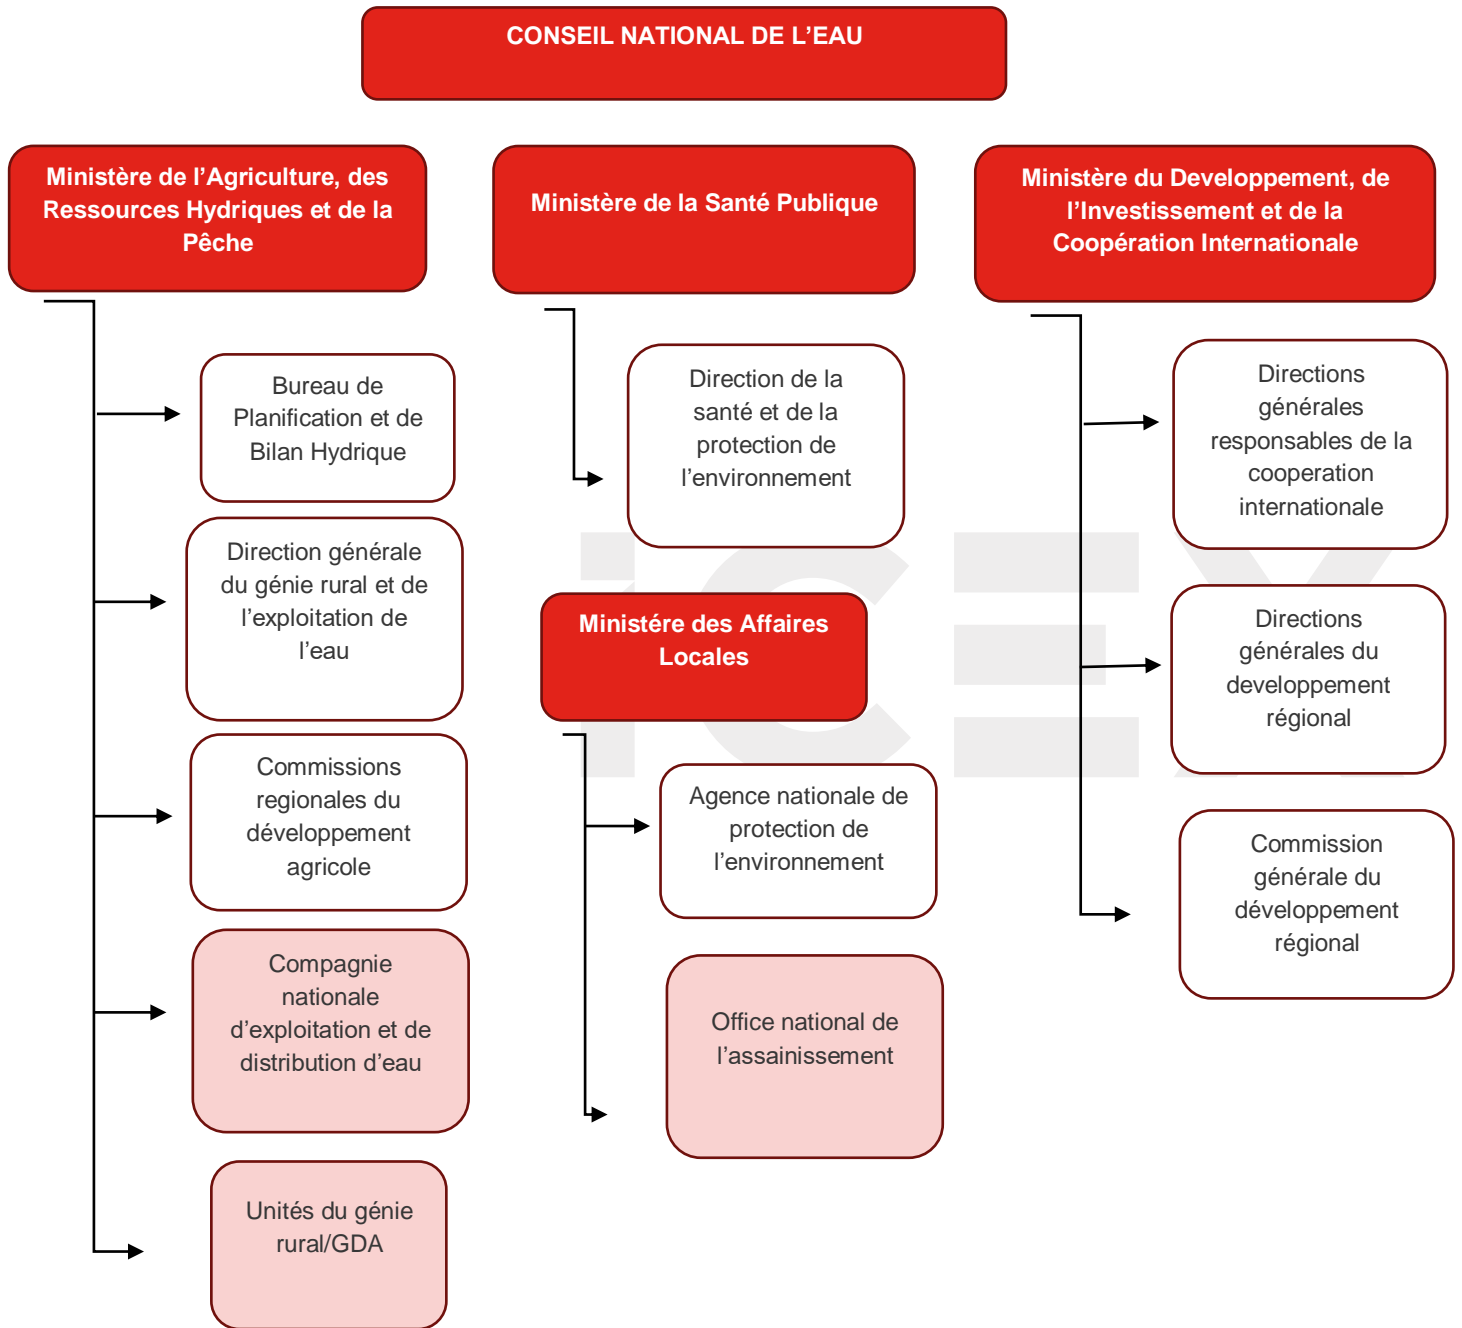 CONSEIL NATIONAL DE L’EAU
Ministère de l’Agriculture, des
Ressources Hydriques et de la
Pêche
Bureau de
Planification et de
Bilan Hydrique
Direction générale
du génie rural et de
l’exploitation de
l’eau
Commissions
regionales du
développement
agricole
Compagnie
nationale
d’exploitation et de
distribution d’eau
Unités du génie
rural/GDA
Ministère de la Santé Publique
Direction de la
santé et de la
protection de
l’environnement
Ministére des Affaires
Locales
Agence nationale de
protection de
l’environnement
Office national de
l’assainissement
Ministère du Developpement, de
l’Investissement et de la
Coopération Internationale
Directions
générales
responsables de la
cooperation
internationale
Directions
générales du
developpement
régional
Commission
générale du
développement
régional
iCEX